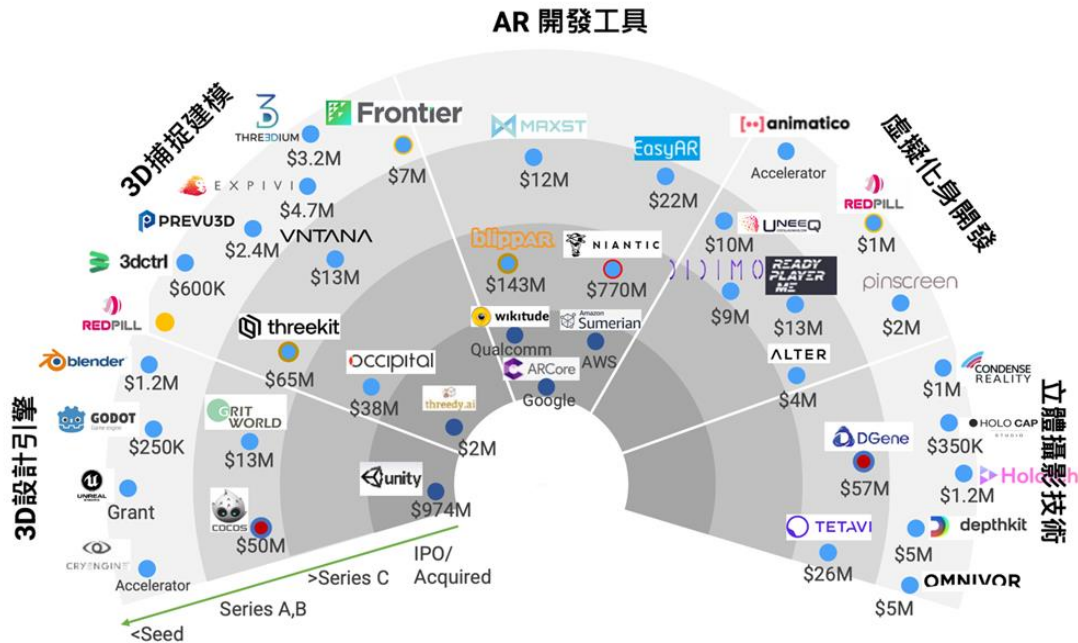 AR 開發工具
3D捕捉建模
虛擬化身開發
3D設計引擎
立體攝影技術
THREEDIUM
$3.2M
Frontier
$7M
EXPIVI
$4.7M
PREVU3D
$2.4M
VNTANA
$13M
3dctrl
$600K
REDPILL
threekit
$65M
OCCIPITAL
$38M
threedy.ai
$2M
MAXST
$12M
EasyAR
$22M
blippAR
$143M
NIANTIC
$770M
wikitude
Qualcomm
Amazon
Sumerian
AWS
ARCore
Google
[••]animatico
Accelerator
REDPILL
$1M
UNEEQ
$10M
DIDIMO
$9M
READY
PLAYER
ME
$13M
pinscreen
$2M
ALTER
$4M
blender
$1.2M
GODOT
Game engine
$250K
GRIT
WORLD
$13M
UNREAL
Grant
COCOS
$50M
unity
$974M
CRYENGINE
Accelerator
CONDENSE
REALITY
$1M
HOLO CAP
STUDIO
$350K
$1.2M
DGene
$57M
depthkit
$5M
TETAVI
$26M
OMNIVOR
$5M
IPO/
Acquired
>Series C
Series A,B
<Seed